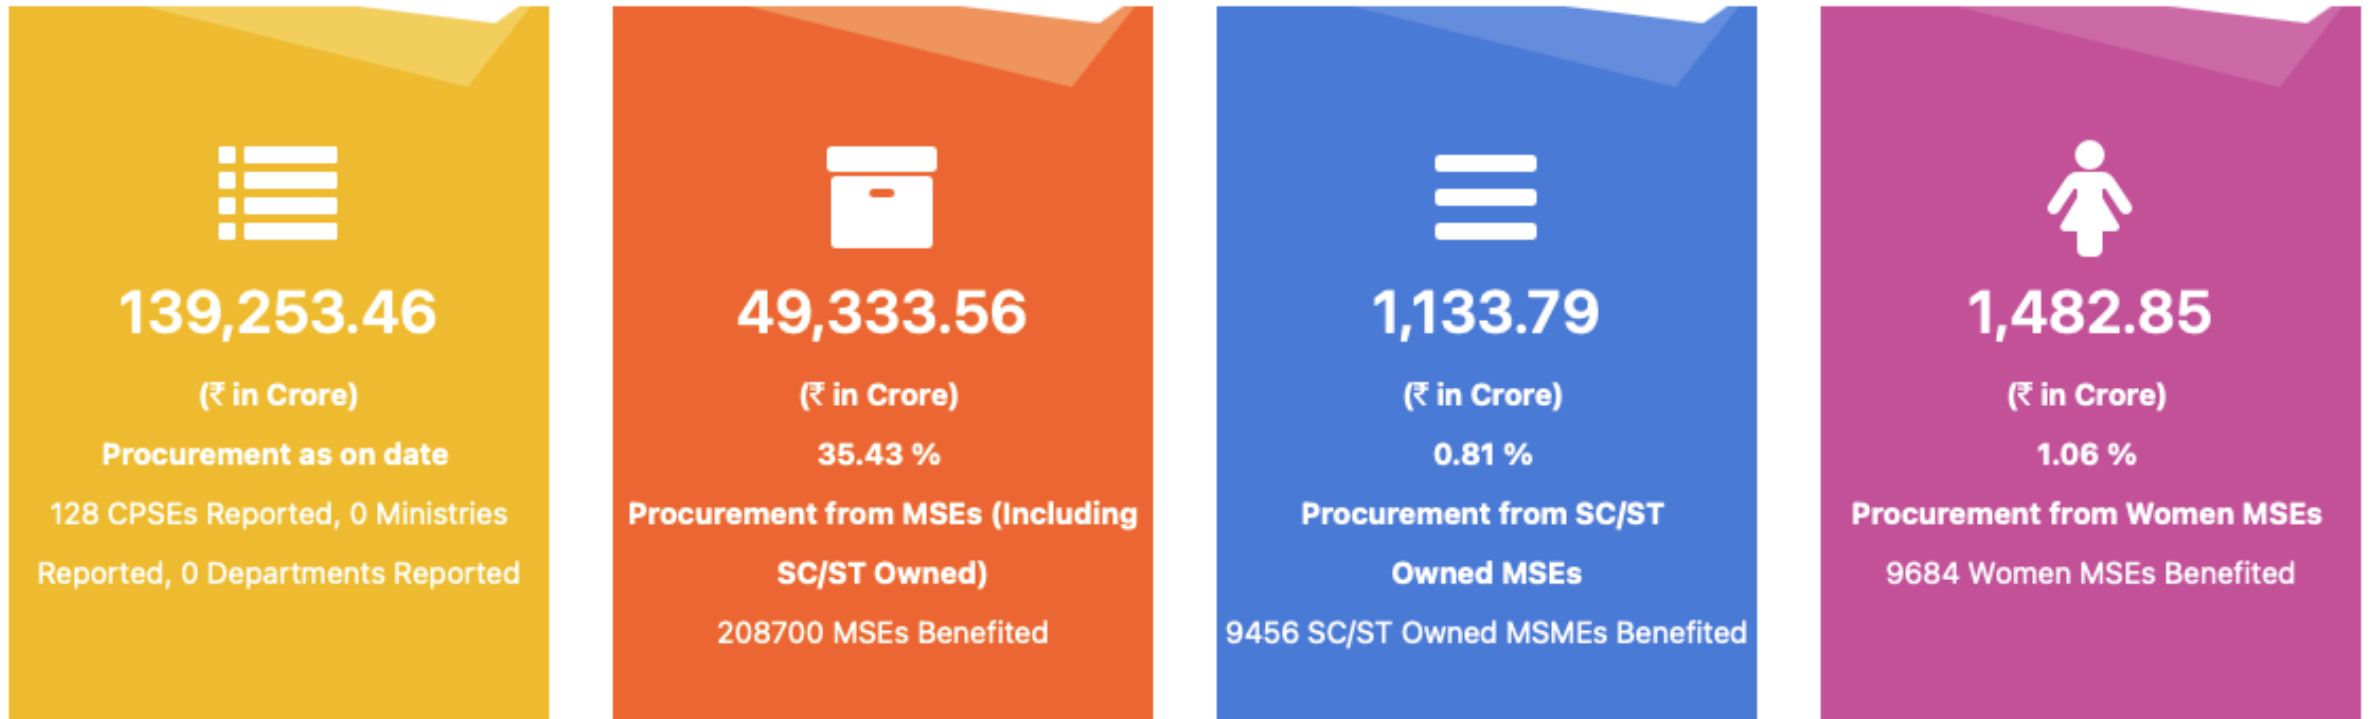 139,253.46
(₹ in Crore)
Procurement as on date
128 CPSEs Reported, 0 Ministries
Reported, 0 Departments Reported
49,333.56
(₹ in Crore)
35.43 %
Procurement from MSEs (Including
SC/ST Owned)
208700 MSEs Benefited
1,133.79
(₹ in Crore)
0.81 %
Procurement from SC/ST
Owned MSEs
9456 SC/ST Owned MSMEs Benefited
1,482.85
(₹ in Crore)
1.06 %
Procurement from Women MSEs
9684 Women MSEs Benefited